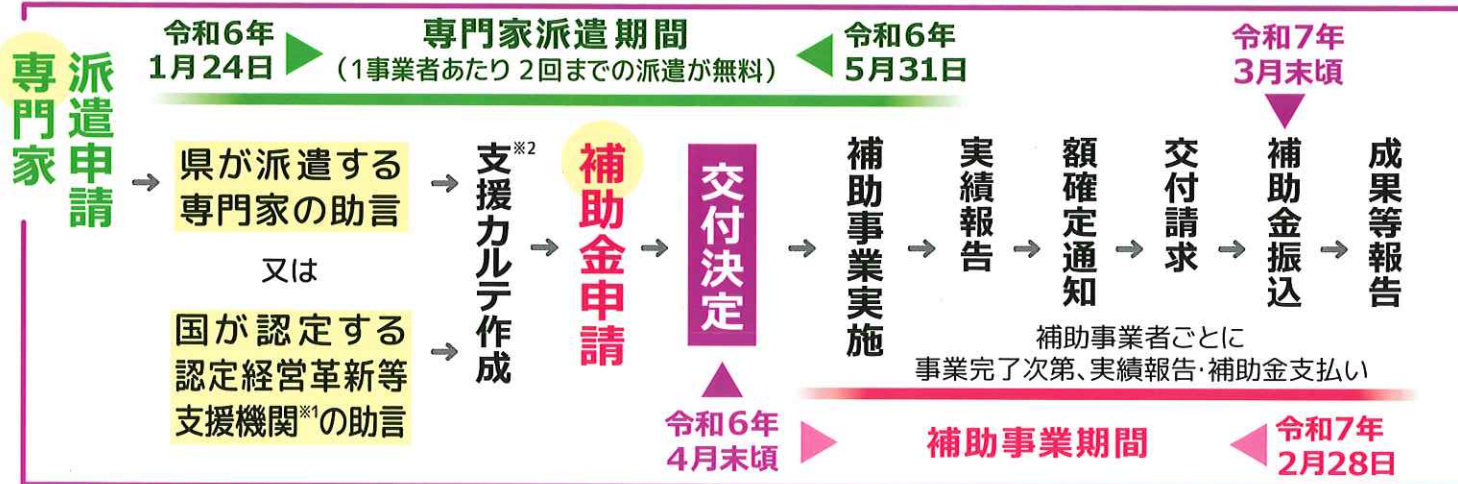 専門家
派遣申請
令和6年
1月24日
専門家派遣期間
（1事業者あたり2回までの派遣が無料）
令和6年
5月31日
令和7年
3月末頃
県が派遣する
専門家の助言
又は
国が認定する
認定経営革新等
支援機関※1の助言
支援カルテ作成※2
補助金申請
交付決定
補助事業実施
実績報告
額確定通知
交付請求
補助金振込
成果等報告
補助事業者ごとに
事業完了次第、実績報告・補助金支払い
令和6年
4月末頃
補助事業期間
令和7年
2月28日